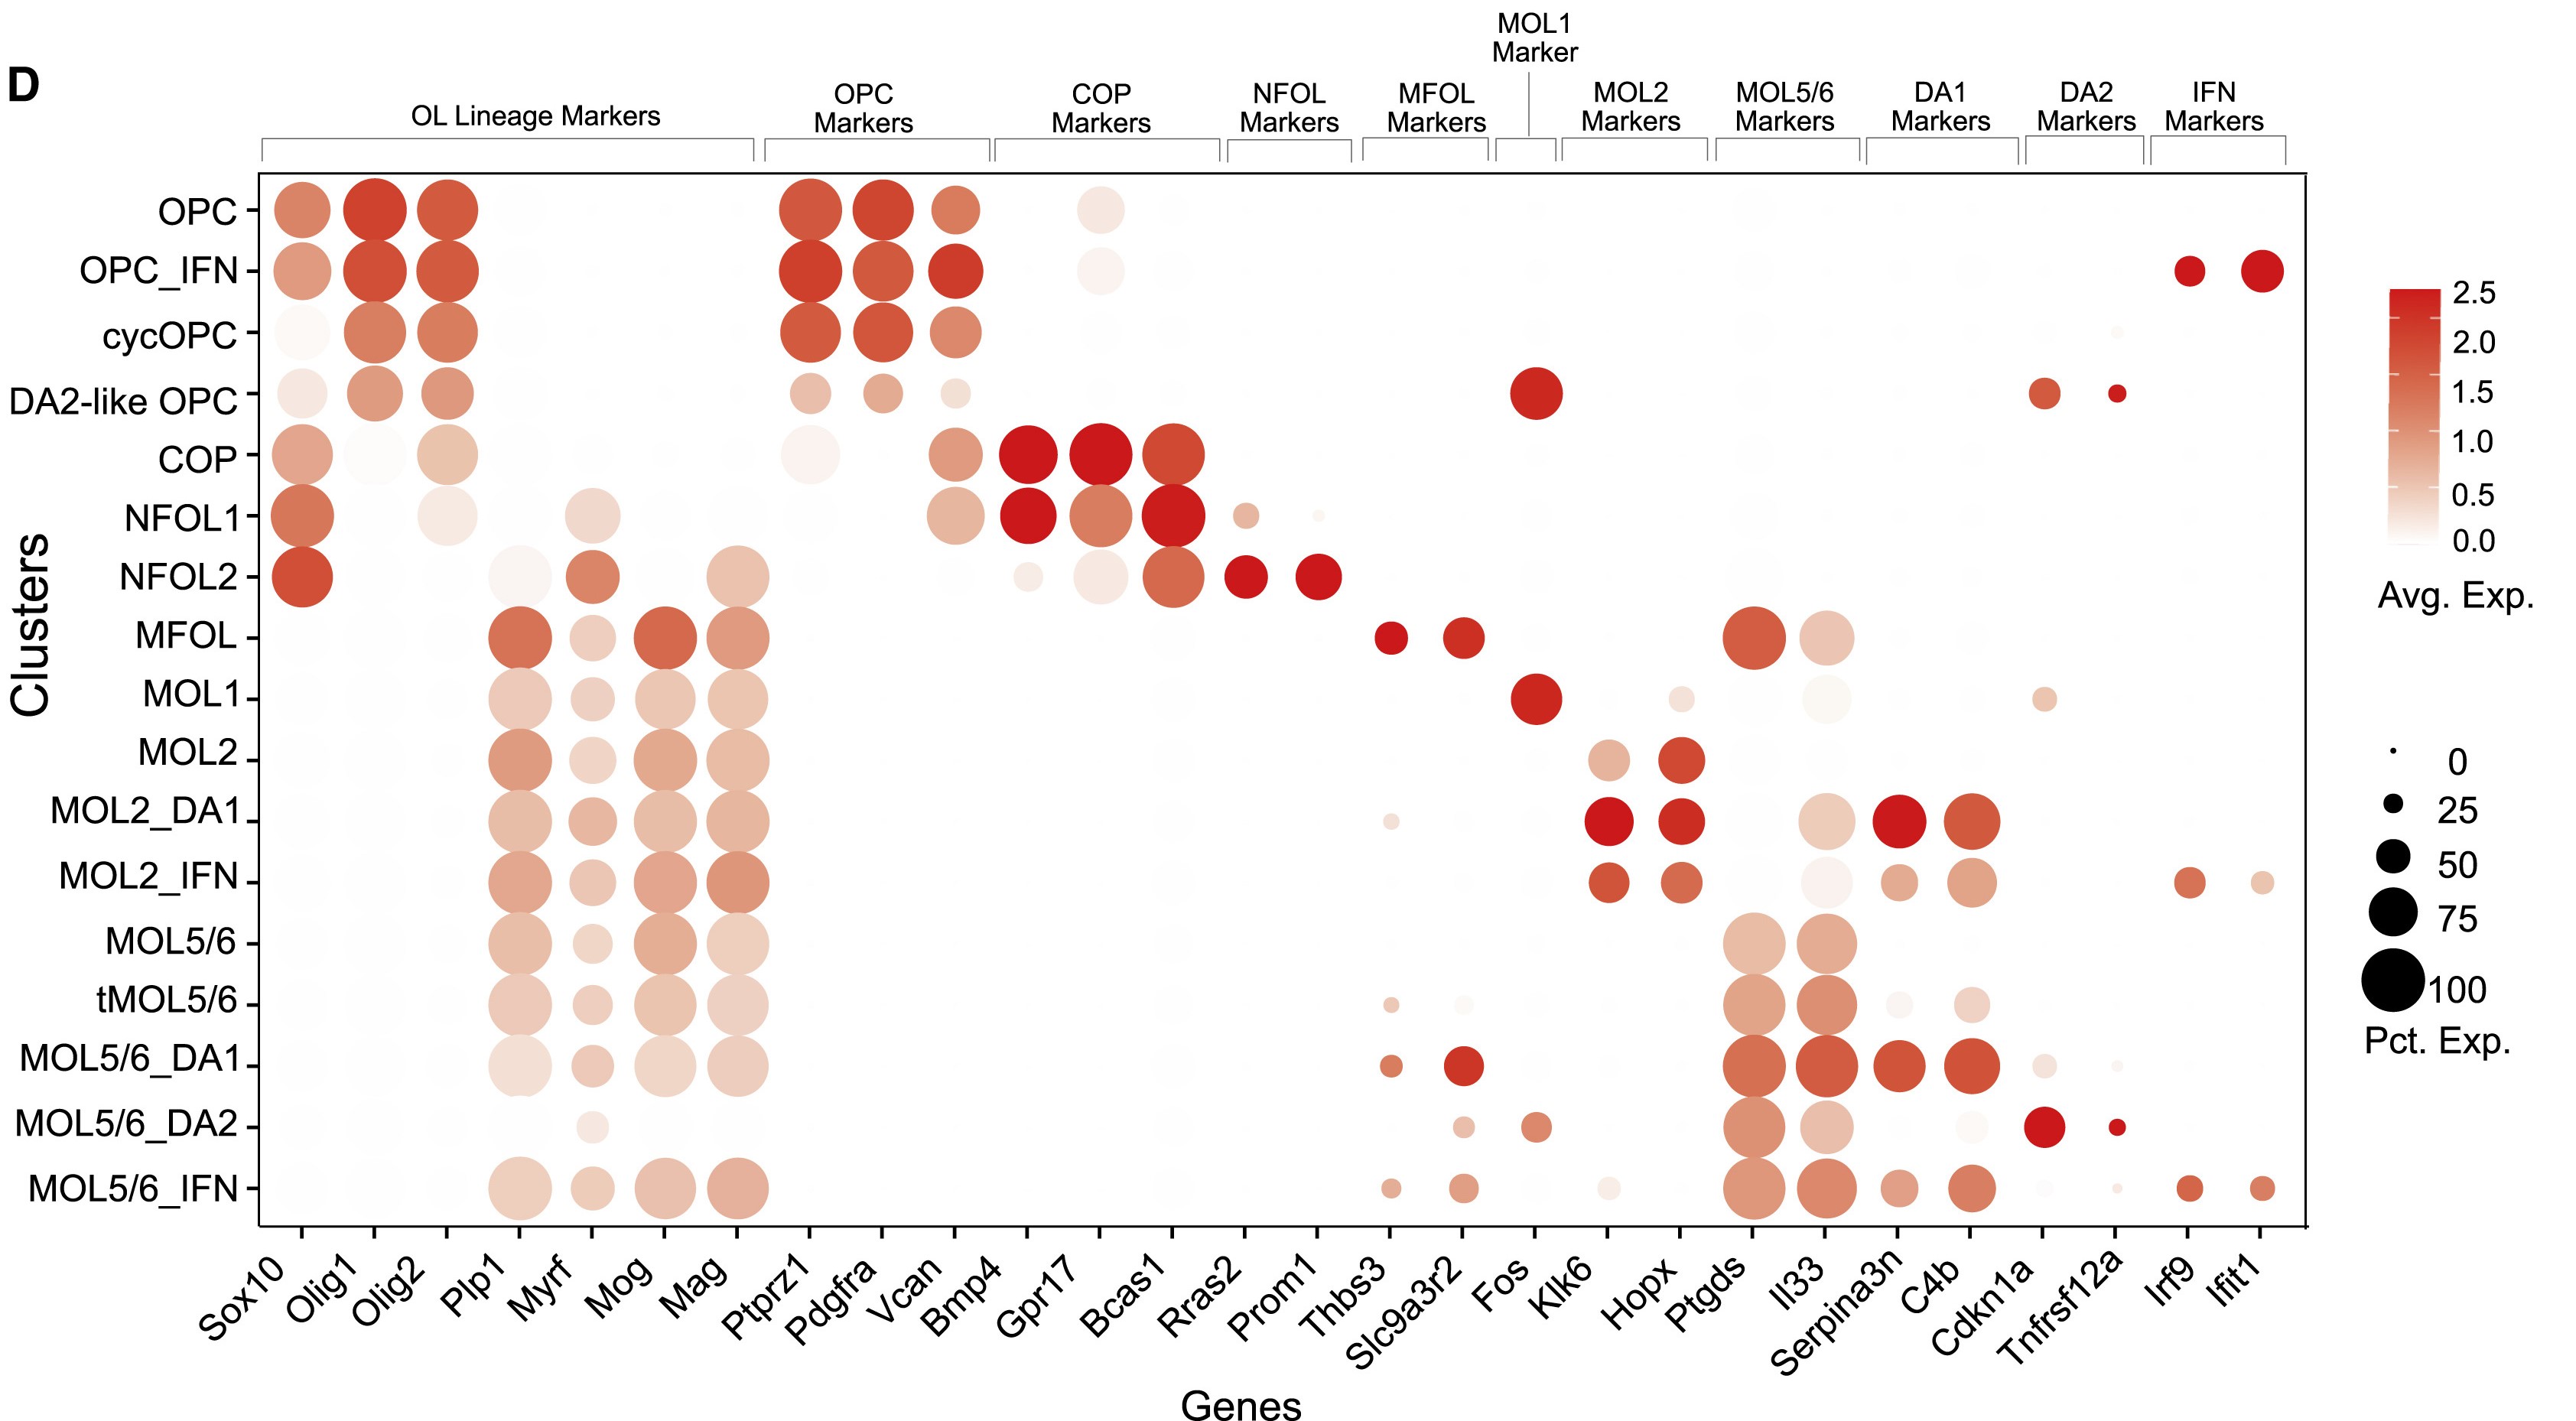 D
OL Lineage Markers
OPC
Markers
COP
Markers
NFOL
Markers
MFOL
Markers
MOL1
Marker
MOL2
Markers
MOL5/6
Markers
DA1
Markers
DA2
Markers
IFN
Markers
Clusters
OPC
OPC_IFN
cycOPC
DA2-like OPC
COP
NFOL1
NFOL2
MFOL
MOL1
MOL2
MOL2_DA1
MOL2_IFN
MOL5/6
tMOL5/6
MOL5/6_DA1
MOL5/6_DA2
MOL5/6_IFN
Sox10
Olig1
Olig2
Plp1
Myrf
Mog
Mag
Ptprz1
Pdgfra
Vcan
Bmp4
Gpr17
Bcas1
Rras2
Prom1
Thbs3
Slc9a3r2
Fos
Klk6
Hopx
Ptgds
Il33
Serpina3n
C4b
Cdkn1a
Tnfrsf12a
Irf9
Ifit1
Genes
2.5
2.0
1.5
1.0
0.5
0.0
Avg. Exp.
0
25
50
75
100
Pct. Exp.